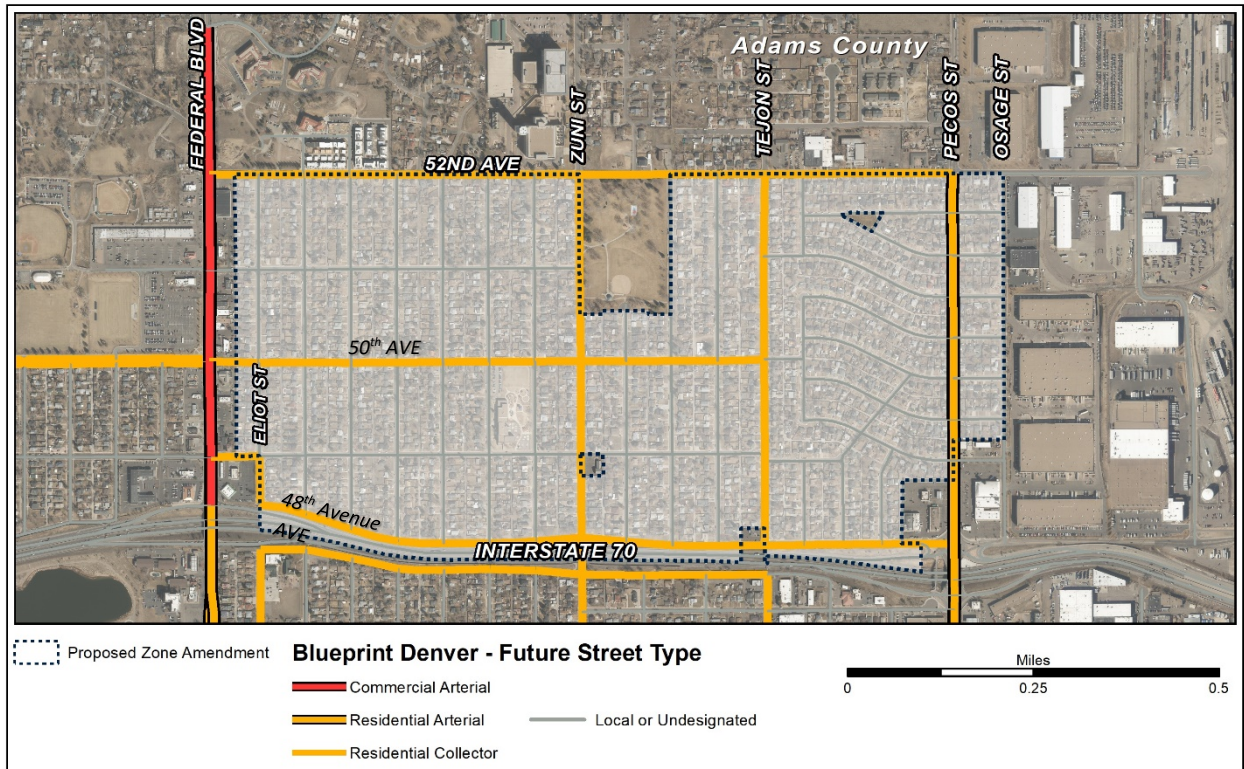 Adams County
FEDERAL BLVD
ZUNI ST
TEJON ST
PECOS ST
OSAGE ST
52ND AVE
50th AVE
ELIOT ST
48th Avenue
AVE
INTERSTATE 70
Proposed Zone Amendment
Blueprint Denver - Future Street Type
Commercial Arterial
Residential Arterial
Local or Undesignated
Residential Collector
Miles
0 0.25 0.5